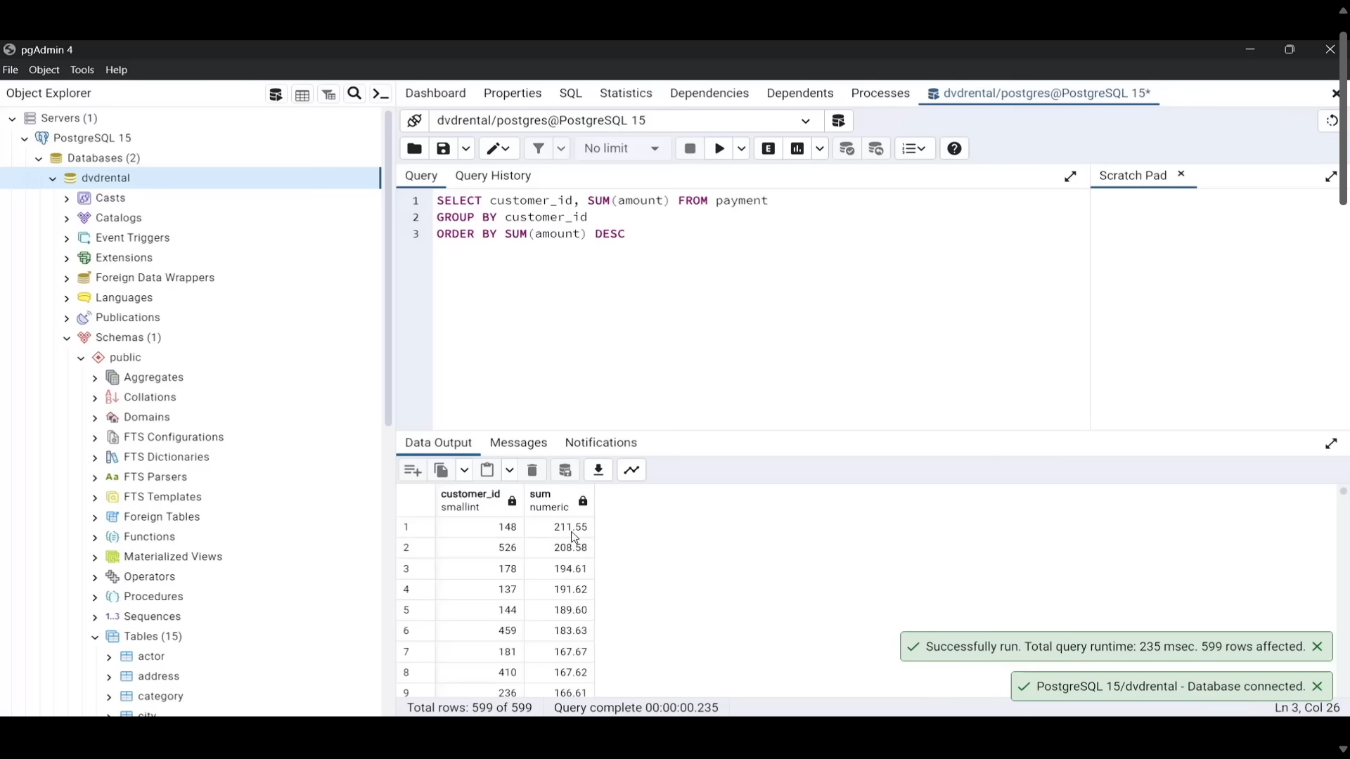 pgAdmin 4
File Object Tools Help
Object Explorer
Dashboard Properties SQL Statistics Dependencies Dependents Processes dvdrental/postgres@PostgreSQL 15*
Servers (1)
PostgreSQL 15
Databases (2)
dvdrental
Casts
Catalogs
Event Triggers
Extensions
Foreign Data Wrappers
Languages
Publications
Schemas (1)
public
Aggregates
Collations
Domains
FTS Configurations
FTS Dictionaries
Aa FTS Parsers
FTS Templates
Foreign Tables
Functions
Materialized Views
Operators
Procedures
1..3 Sequences
Tables (15)
actor
address
category
city
dvdrental/postgres@PostgreSQL 15
No limit
E
Query Query History
Scratch Pad
1 SELECT customer_id, SUM(amount) FROM payment
2 GROUP BY customer_id
3 ORDER BY SUM(amount) DESC
Data Output Messages Notifications
customer_id sum
smallint numeric
1 148 211.55
2 526 208.58
3 178 194.61
4 137 191.62
5 144 189.60
6 459 183.63
7 181 167.67
8 410 167.62
9 236 166.61
Successfully run. Total query runtime: 235 msec. 599 rows affected.
PostgreSQL 15/dvdrental - Database connected.
Total rows: 599 of 599 Query complete 00:00:00.235 Ln 3, Col 26